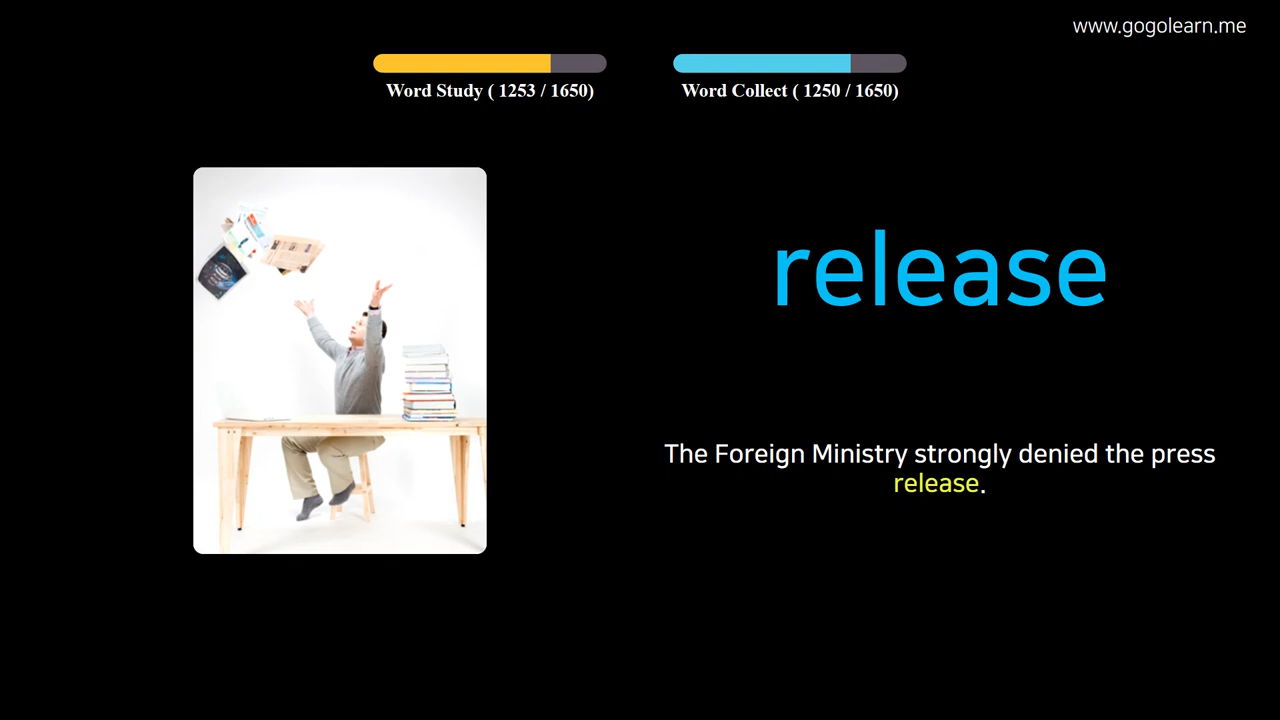 www.gogolearn.me
Word Study ( 1253 / 1650)
Word Collect ( 1250 / 1650)
release
The Foreign Ministry strongly denied the press
release.